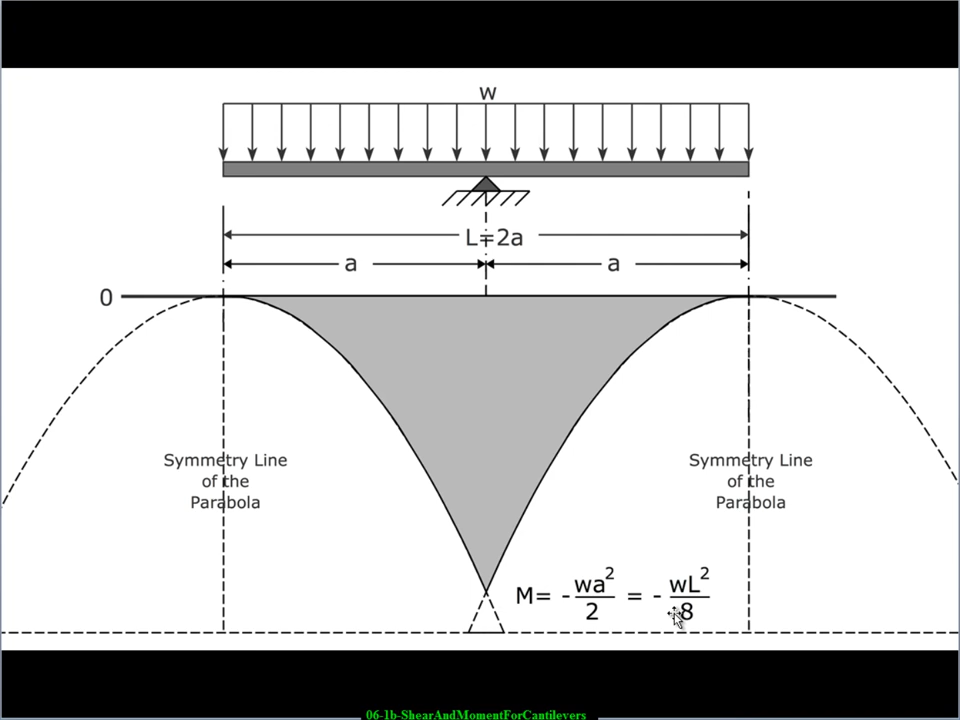 w
L=2a
a a
0
Symmetry Line
of the
Parabola
Symmetry Line
of the
Parabola
M= - wa²/2 = - wL²/8
06-1b-ShearAndMomentForCantilevers